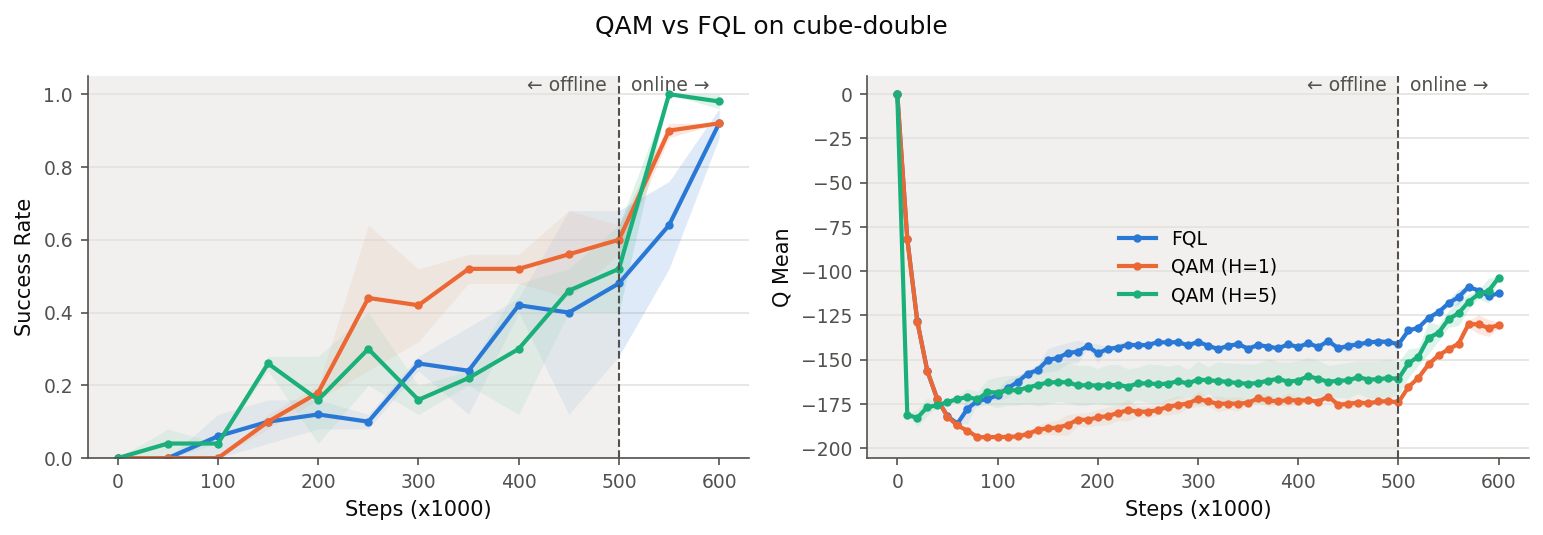 QAM vs FQL on cube-double
← offline
online →
1.0
0.8
0.6
0.4
0.2
0.0
Success Rate
0
100
200
300
400
500
600
Steps (x1000)
← offline
online →
0
−25
−50
−75
−100
−125
−150
−175
−200
Q Mean
FQL
QAM (H=1)
QAM (H=5)
0
100
200
300
400
500
600
Steps (x1000)